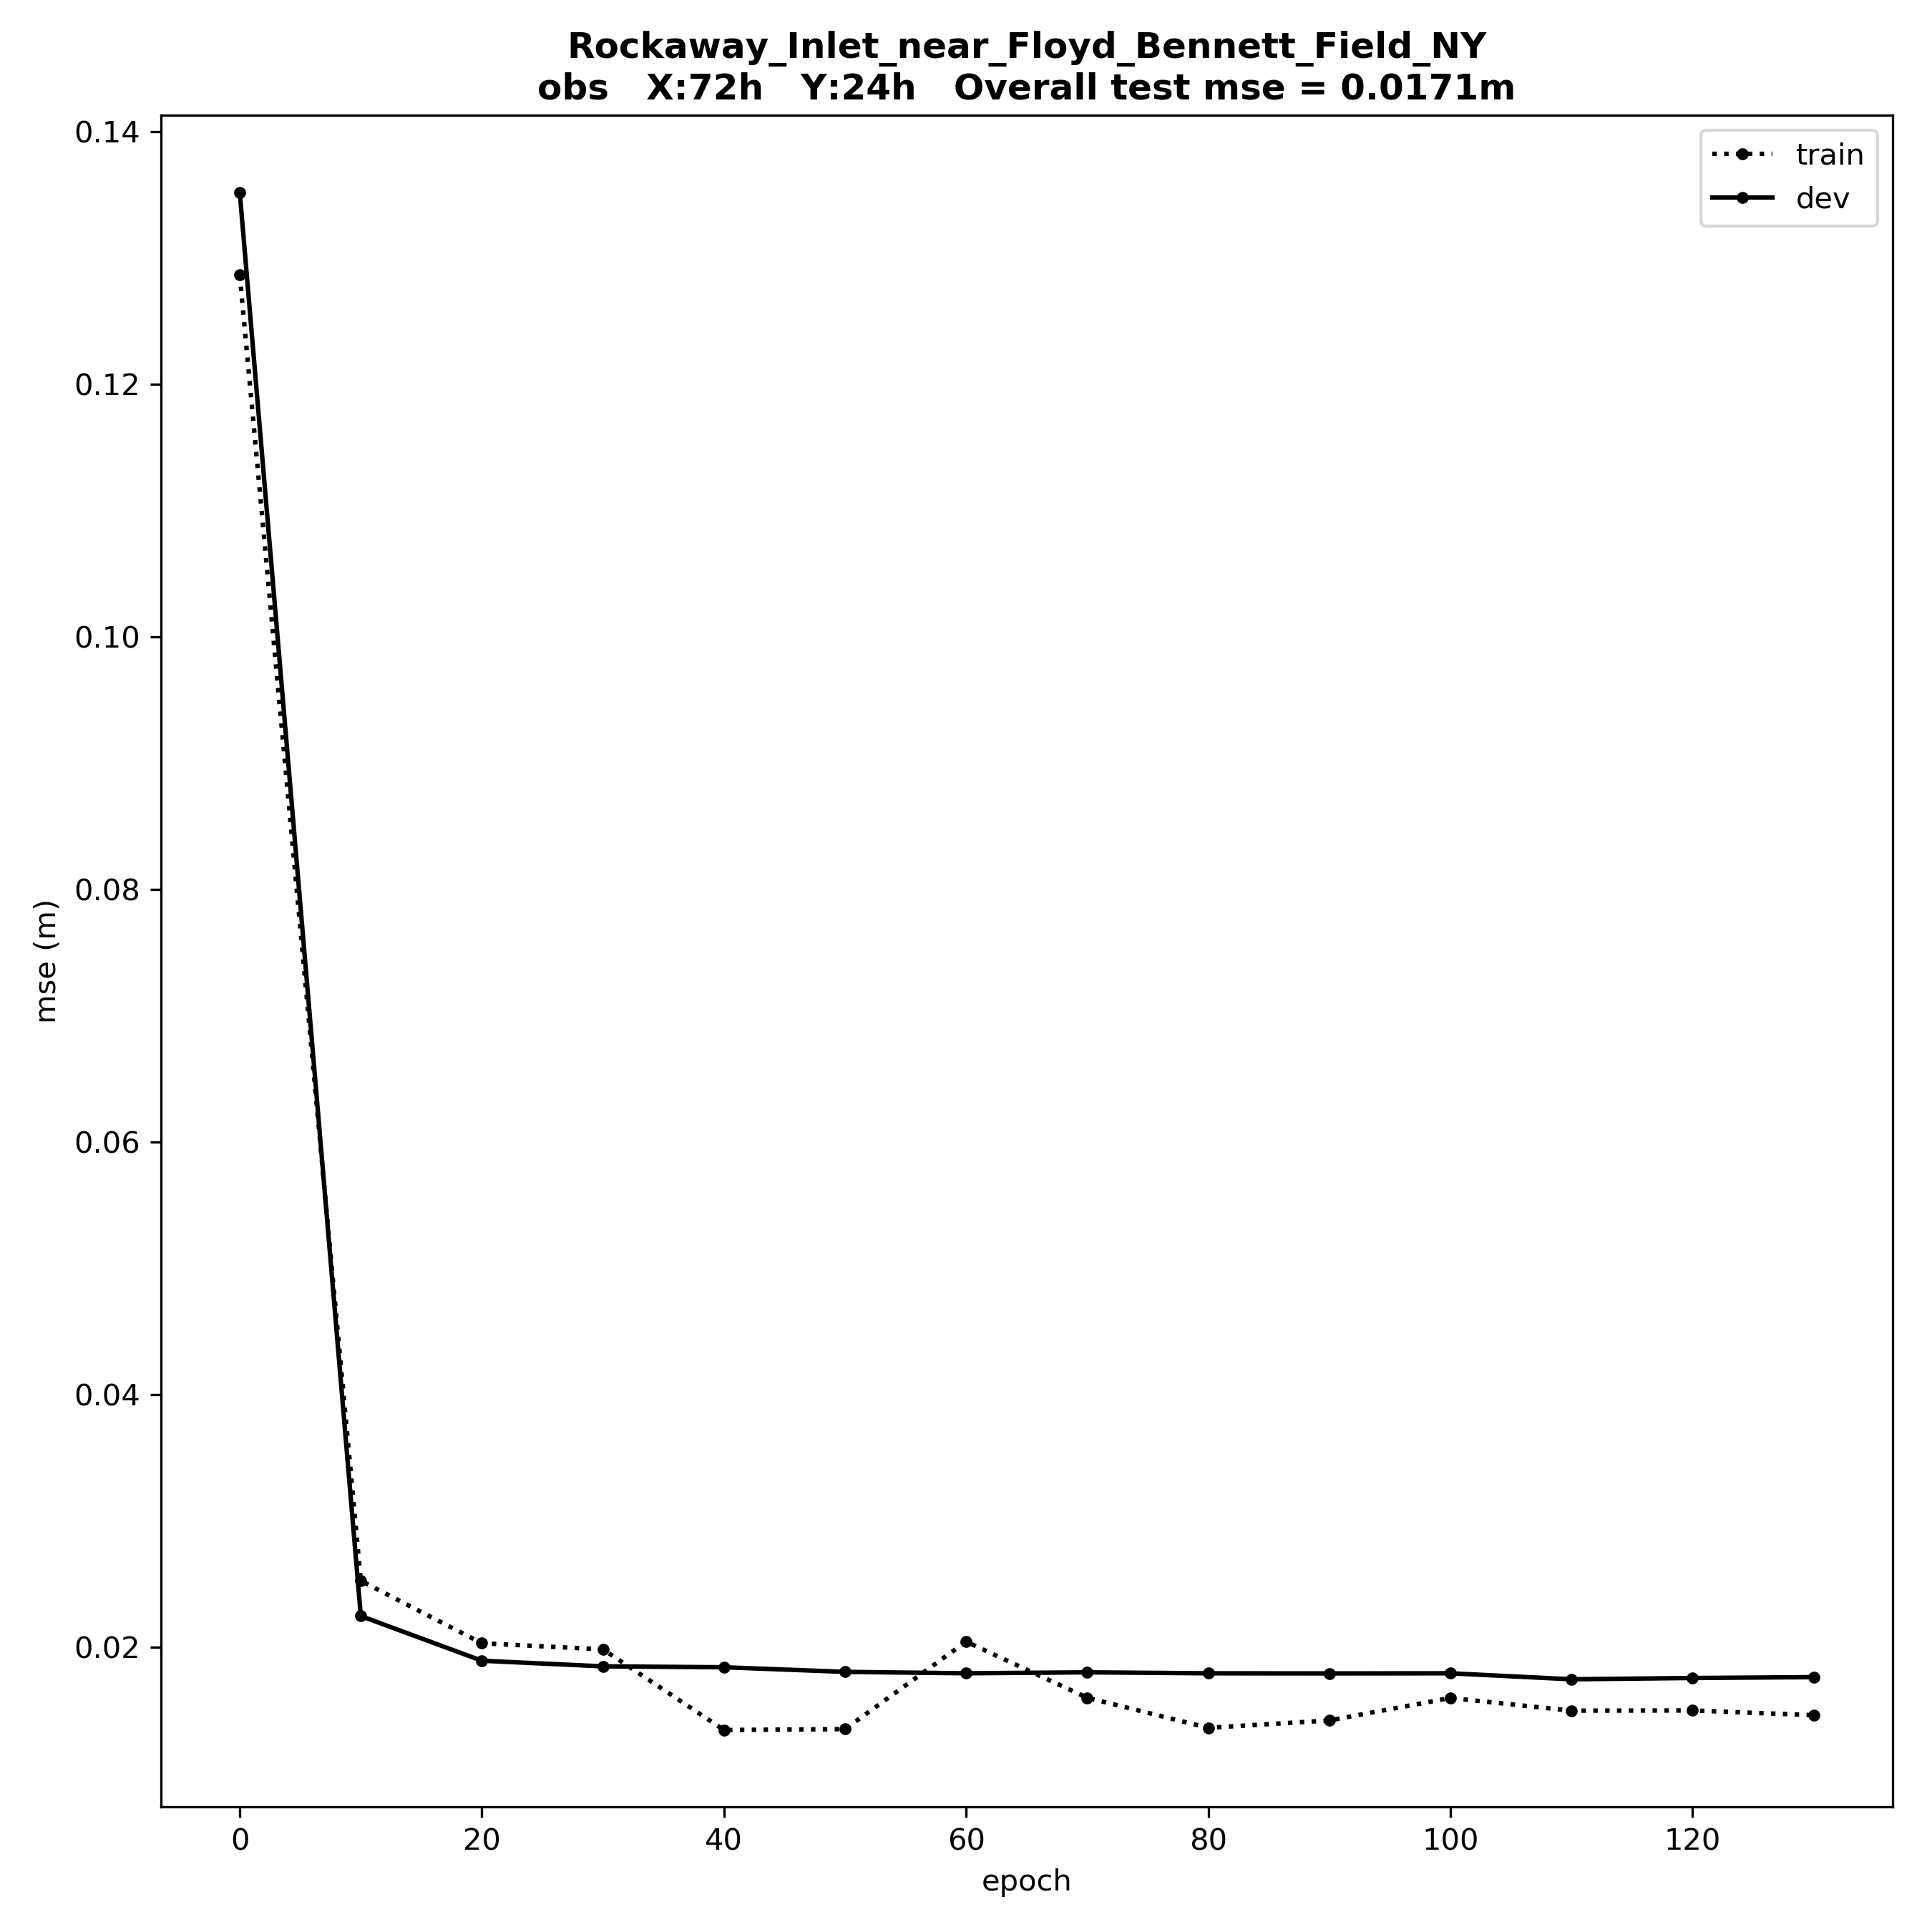 Rockaway_Inlet_near_Floyd_Bennett_Field_NY
obs   X:72h   Y:24h   Overall test mse = 0.0171m
train
dev
0.14
0.12
0.10
0.08
0.06
0.04
0.02
mse (m)
0 20 40 60 80 100 120
epoch